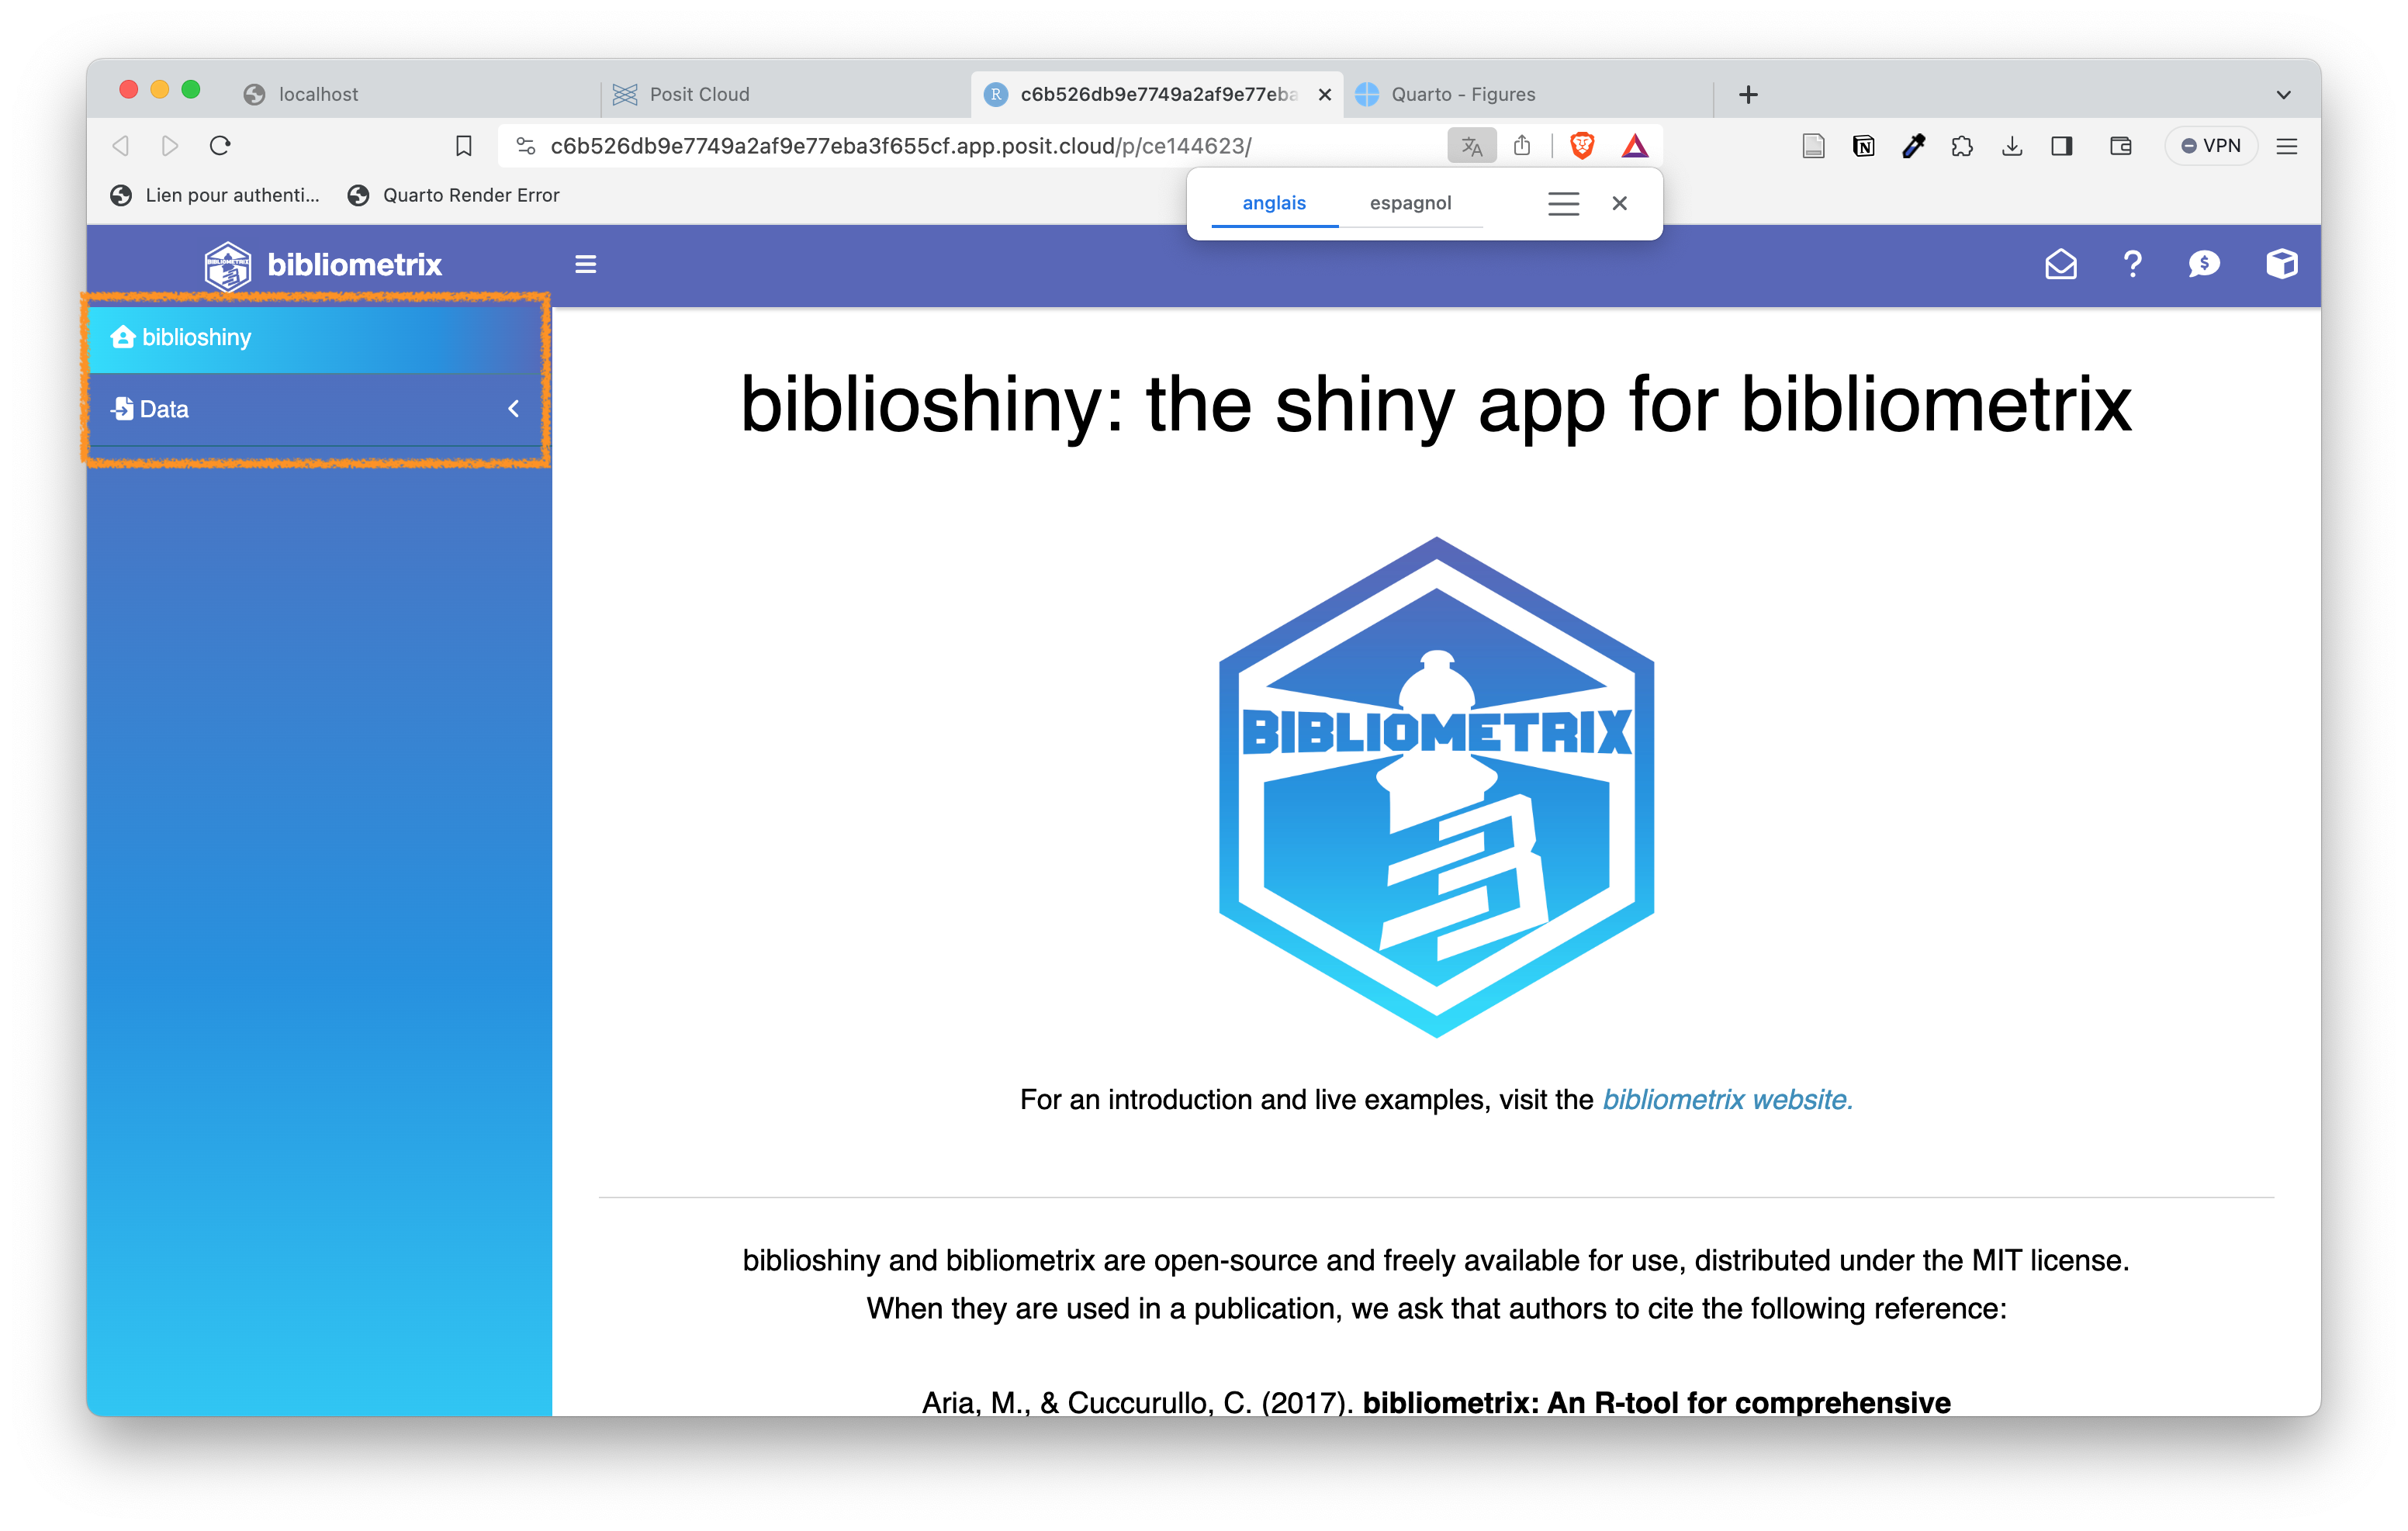 localhost
Posit Cloud
c6b526db9e7749a2af9e77eba
Quarto - Figures
c6b526db9e7749a2af9e77eba3f655cf.app.posit.cloud/p/ce144623/
VPN
Lien pour authenti...
Quarto Render Error
anglais
espagnol
bibliometrix
biblioshiny
Data
biblioshiny: the shiny app for bibliometrix
BIBLIOMETRIX
For an introduction and live examples, visit the bibliometrix website.
biblioshiny and bibliometrix are open-source and freely available for use, distributed under the MIT license.
When they are used in a publication, we ask that authors to cite the following reference:
Aria, M., & Cuccurullo, C. (2017). bibliometrix: An R-tool for comprehensive